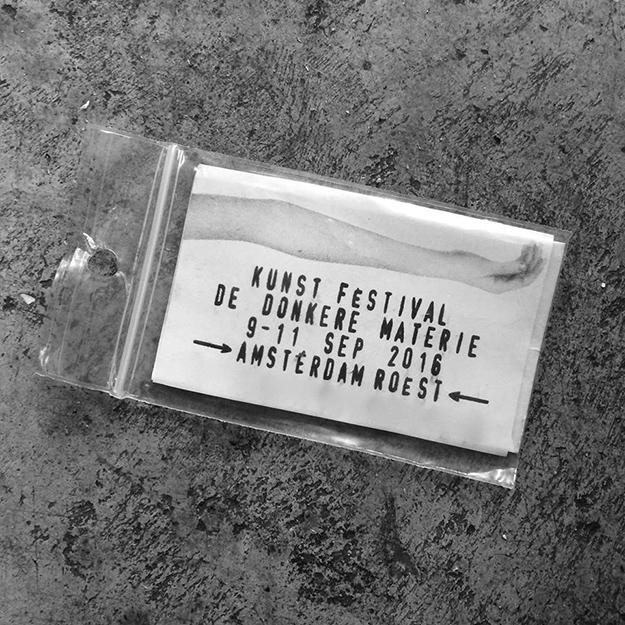 KUNST FESTIVAL
DE DONKERE MATERIE
9-11 SEP 2016
→AMSTERDAM ROEST←